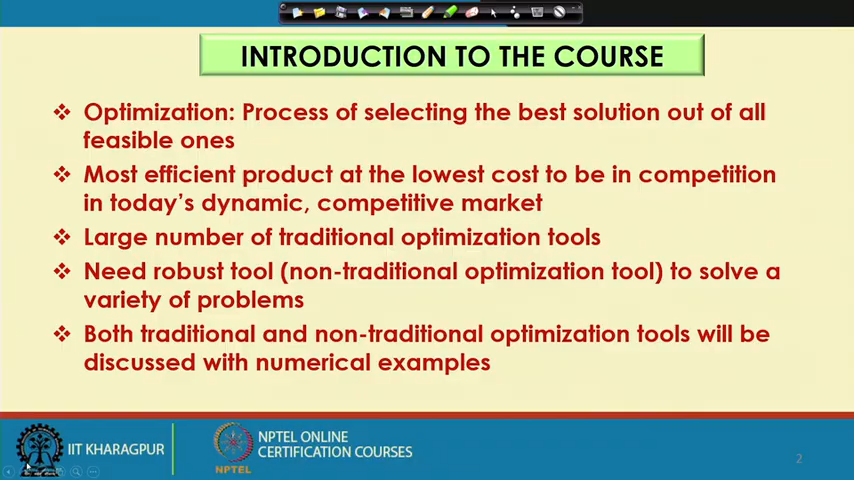 INTRODUCTION TO THE COURSE
❖ Optimization: Process of selecting the best solution out of all
feasible ones
❖ Most efficient product at the lowest cost to be in competition
in today’s dynamic, competitive market
❖ Large number of traditional optimization tools
❖ Need robust tool (non-traditional optimization tool) to solve a
variety of problems
❖ Both traditional and non-traditional optimization tools will be
discussed with numerical examples
IIT KHARAGPUR
NPTEL
NPTEL ONLINE
CERTIFICATION COURSES
2